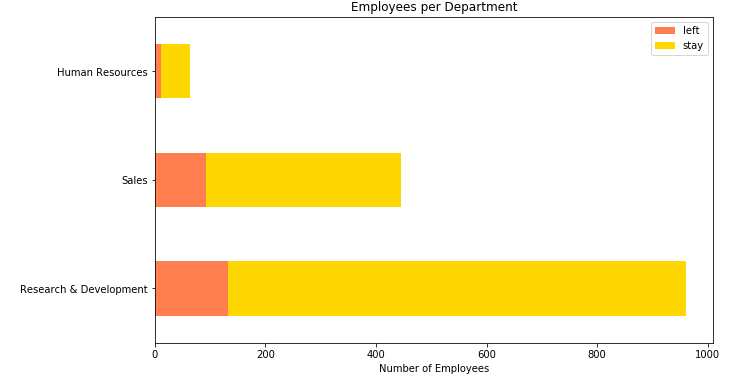 Employees per Department
left
stay
Human Resources
Sales
Research & Development
0 200 400 600 800 1000
Number of Employees